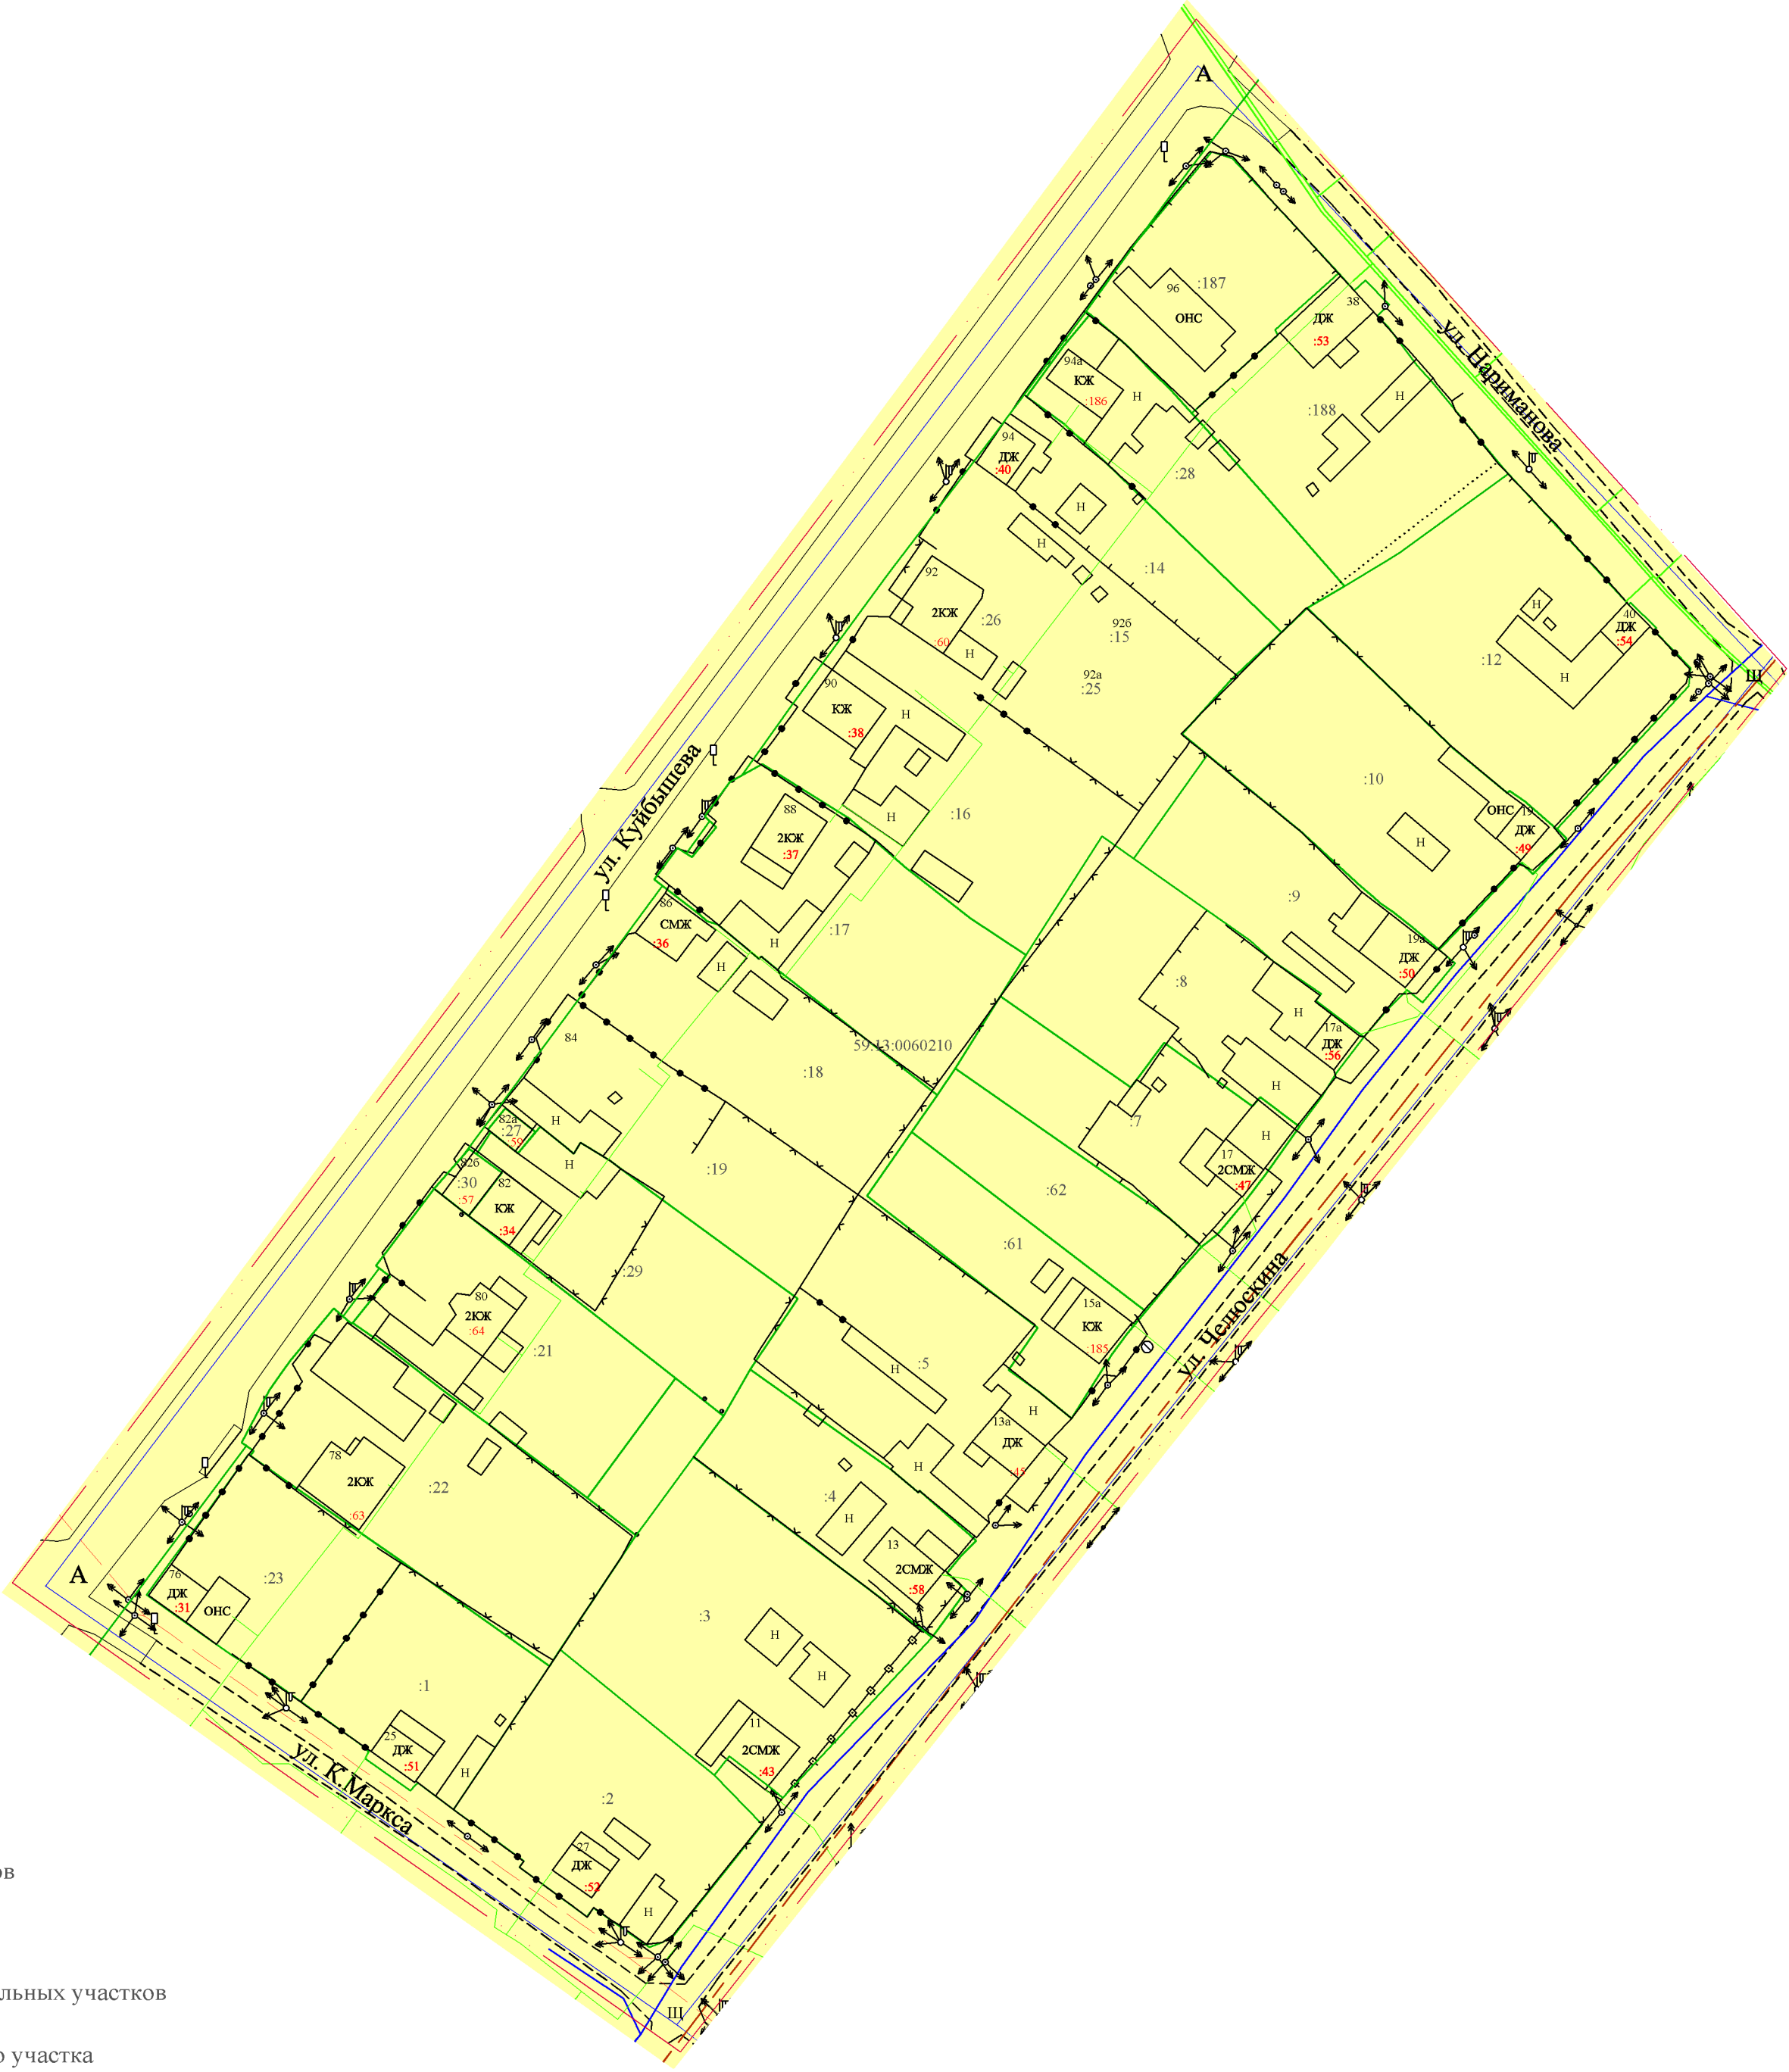 А
96
:187
ОНС
38
ДЖ
:53
ул. Нариманова
94а
КЖ
:186
Н
Н
:188
94
ДЖ
:40
:28
Н
Н
:14
92
2КЖ
:60
:26
Н
92б
:15
92а
:25
Н
40
ДЖ
:54
:12
Н
Щ
90
КЖ
:38
Н
Н
:16
:10
ул. Куйбышева
88
2КЖ
:37
ОНС
19
ДЖ
:49
Н
86
СМЖ
:36
Н
Н
:17
:9
19а
ДЖ
:50
:8
Н
17а
ДЖ
:56
84
59:13:0060210
:18
Н
Н
82а
:27
:59
Н
:7
Н
82б
:30
:57
82
КЖ
:34
:19
:62
17
2СМЖ
:47
:29
:61
80
2КЖ
:64
:21
15а
КЖ
:185
ул. Челюскина
:5
Н
Н
13а
ДЖ
:45
78
2КЖ
:63
:22
Н
:4
Н
13
2СМЖ
:58
А
76
ДЖ
:31
ОНС
:23
:3
Н
Н
:1
25
ДЖ
:51
Н
11
2СМЖ
:43
ул. К.Маркса
:2
27
ДЖ
:52
Н
Щ
ов
льных участков
о участка